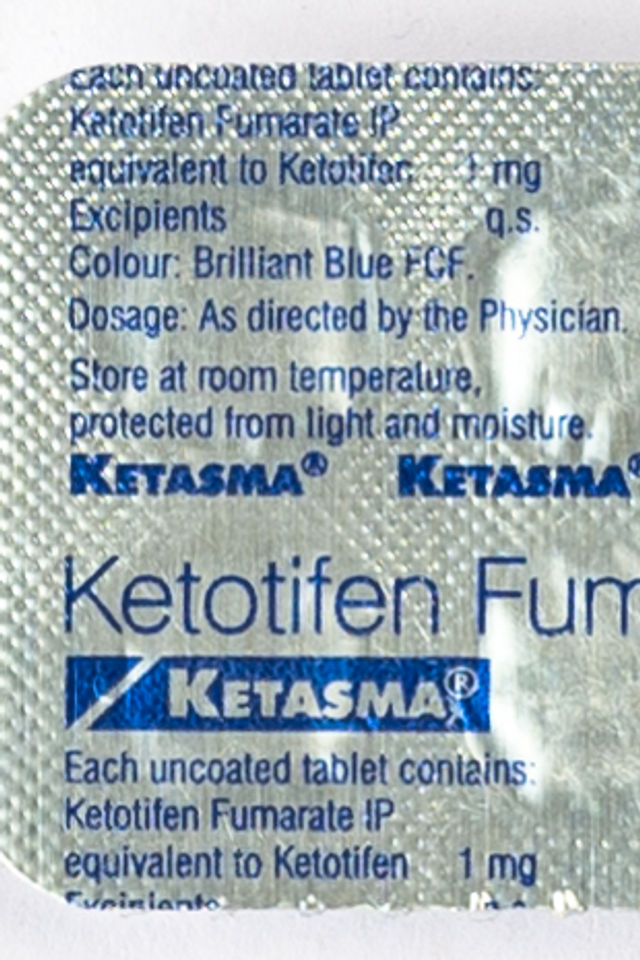 Each uncoated tablet contains:
Ketotifen Fumarate IP
equivalent to Ketotifen 1 mg
Excipients q.s.
Colour: Brilliant Blue FCF.
Dosage: As directed by the Physician.
Store at room temperature,
protected from light and moisture.
KETASMA® KETASMA®
Ketotifen Fum
KETASMA®
Each uncoated tablet contains:
Ketotifen Fumarate IP
equivalent to Ketotifen 1 mg
Excipients q.s.